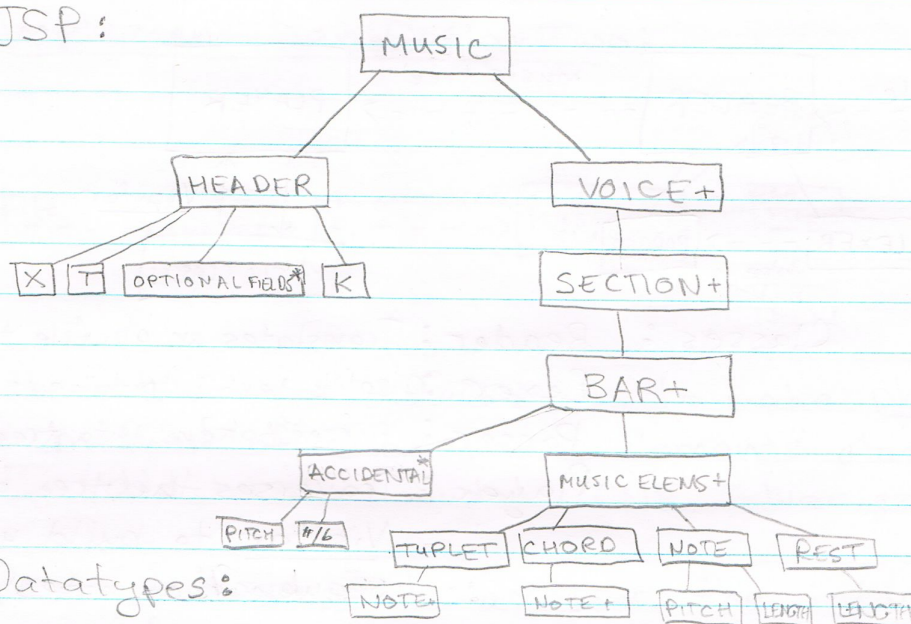 JSP:
MUSIC
HEADER VOICE+
X T OPTIONAL FIELDS* K SECTION+
BAR+
ACCIDENTAL* MUSIC ELEMS+
PITCH #/b TUPLET CHORD NOTE REST
Datatypes: NOTE+ NOTE+ PITCH LENGTH LENGTH